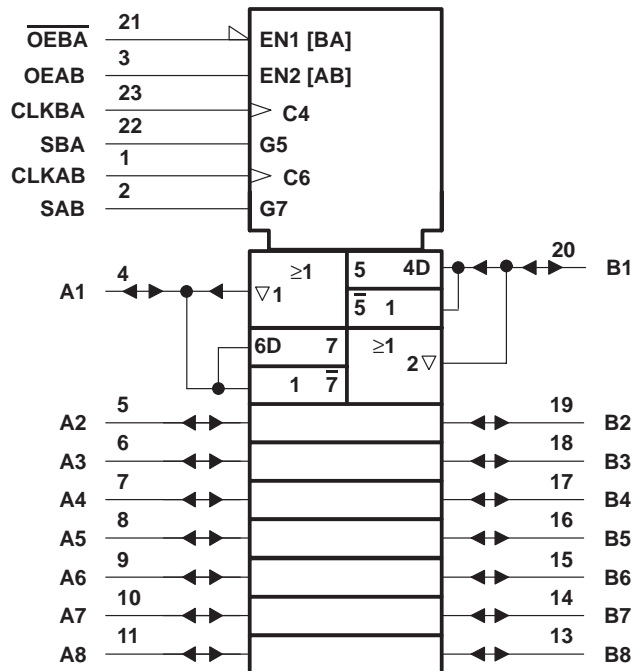 O̅E̅B̅A̅ 21 EN1 [BA]
OEAB 3 EN2 [AB]
CLKBA 23 C4
SBA 22 G5
CLKAB 1 C6
SAB 2 G7
A1 4 ≥1 ▽1 5 4D 20 B1
5̅ 1
6D 7 ≥1 2▽
1 7̅
A2 5 19 B2
A3 6 18 B3
A4 7 17 B4
A5 8 16 B5
A6 9 15 B6
A7 10 14 B7
A8 11 13 B8